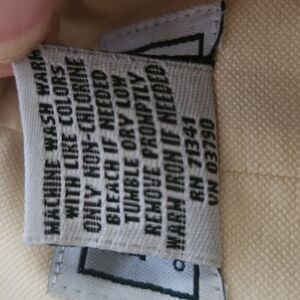 MACHINE WASH WARM
WITH LIKE COLORS
ONLY NON-CHLORINE
BLEACH IF NEEDED
TUMBLE DRY LOW
REMOVE PROMPTLY
WARM IRON IF NEEDED
RN 71341
VN 03790